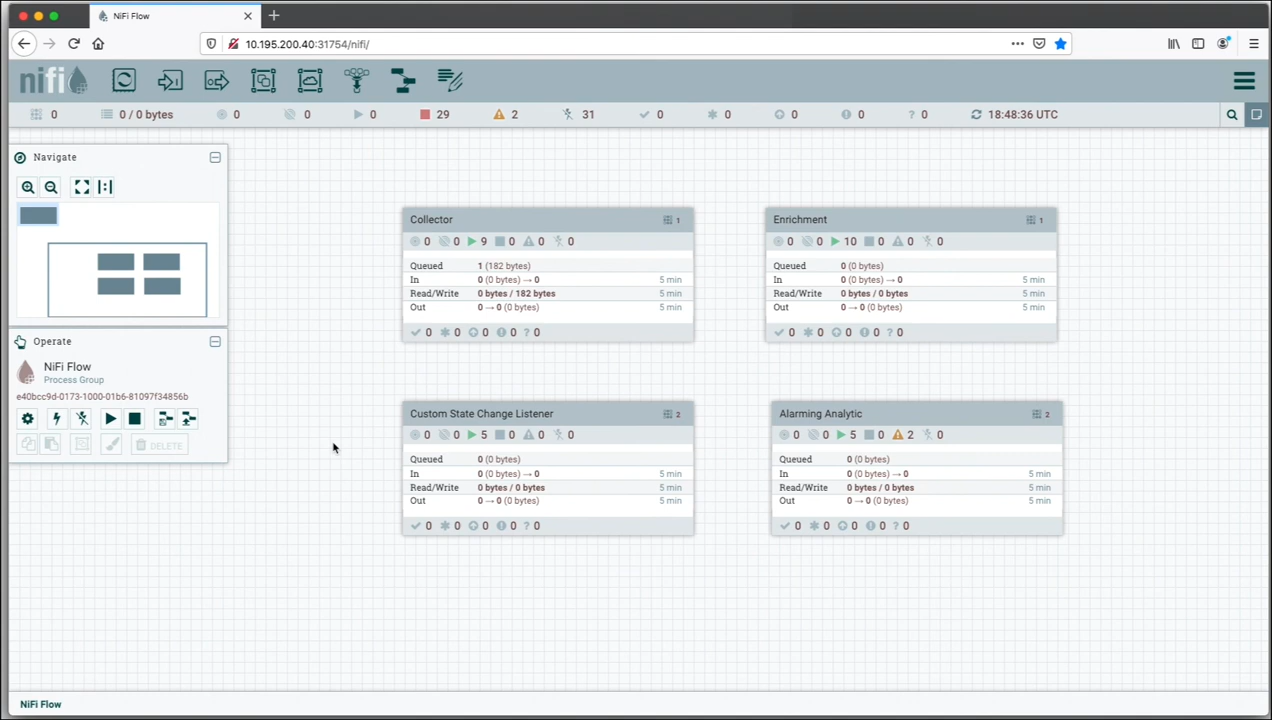 NiFi Flow
10.195.200.40:31754/nifi/
nifi
0 0 / 0 bytes 0 0 0 29 2 31 0 0 0 0 ? 0 18:48:36 UTC
Navigate
Operate
NiFi Flow
Process Group
e40bcc9d-0173-1000-01b6-81097f34856b
DELETE
Collector 1
0 0 9 0 0 0
Queued 1 (182 bytes)
In 0 (0 bytes) → 0 5 min
Read/Write 0 bytes / 182 bytes 5 min
Out 0 → 0 (0 bytes) 5 min
0 0 0 0 ? 0
Enrichment 1
0 0 10 0 0 0
Queued 0 (0 bytes)
In 0 (0 bytes) → 0 5 min
Read/Write 0 bytes / 0 bytes 5 min
Out 0 → 0 (0 bytes) 5 min
0 0 0 0 ? 0
Custom State Change Listener 2
0 0 5 0 0 0
Queued 0 (0 bytes)
In 0 (0 bytes) → 0 5 min
Read/Write 0 bytes / 0 bytes 5 min
Out 0 → 0 (0 bytes) 5 min
0 0 0 0 ? 0
Alarming Analytic 2
0 0 5 0 2 0
Queued 0 (0 bytes)
In 0 (0 bytes) → 0 5 min
Read/Write 0 bytes / 0 bytes 5 min
Out 0 → 0 (0 bytes) 5 min
0 0 0 0 ? 0
NiFi Flow